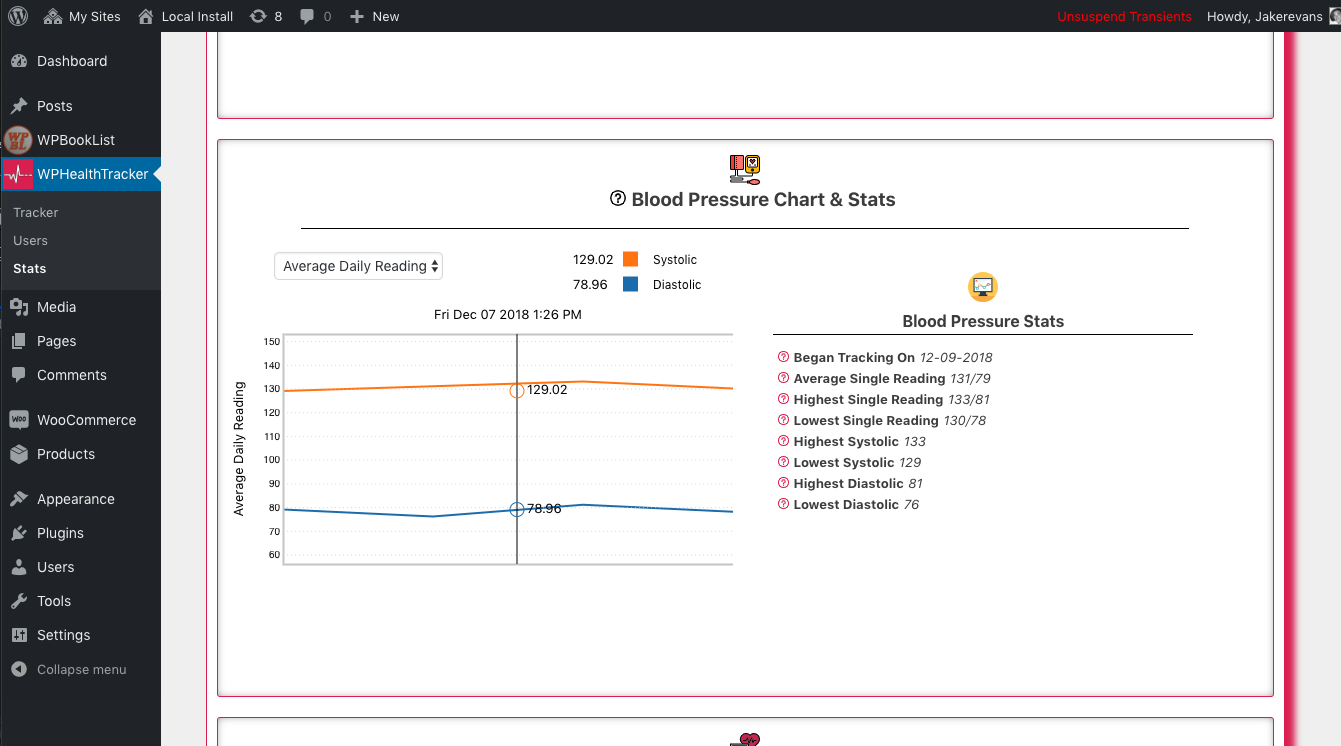 My Sites Local Install 8 0 New Unsuspend Transients Howdy, Jakerevans
Dashboard
Posts
WPBookList
WPHealthTracker
Tracker
Users
Stats
Media
Pages
Comments
WooCommerce
Products
Appearance
Plugins
Users
Tools
Settings
Collapse menu
Blood Pressure Chart & Stats
Average Daily Reading
129.02 Systolic
78.96 Diastolic
Fri Dec 07 2018 1:26 PM
Average Daily Reading
150
140
130
120
110
100
90
80
70
60
129.02
78.96
Blood Pressure Stats
Began Tracking On 12-09-2018
Average Single Reading 131/79
Highest Single Reading 133/81
Lowest Single Reading 130/78
Highest Systolic 133
Lowest Systolic 129
Highest Diastolic 81
Lowest Diastolic 76